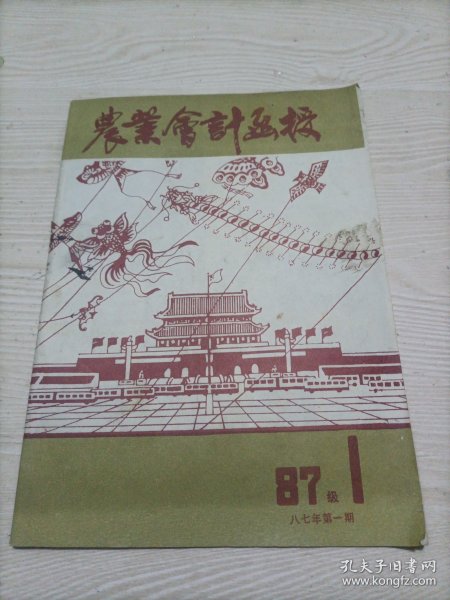 農業會計函授
87级
1
八七年第一期
孔夫子旧书网
www.kongfz.com